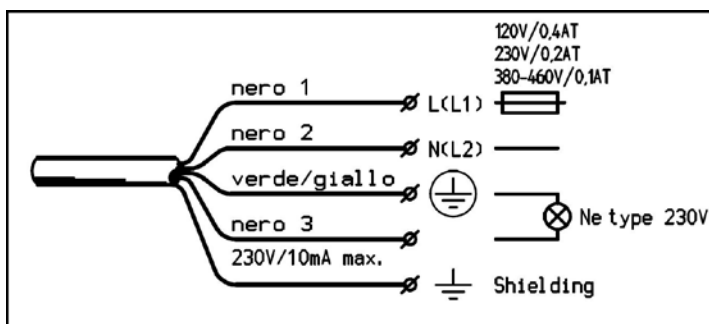 120V/0,4AT
230V/0,2AT
380-460V/0,1AT
nero 1
L(L1)
nero 2
N(L2)
verde/giallo
nero 3
Ne type 230V
230V/10mA max.
Shielding